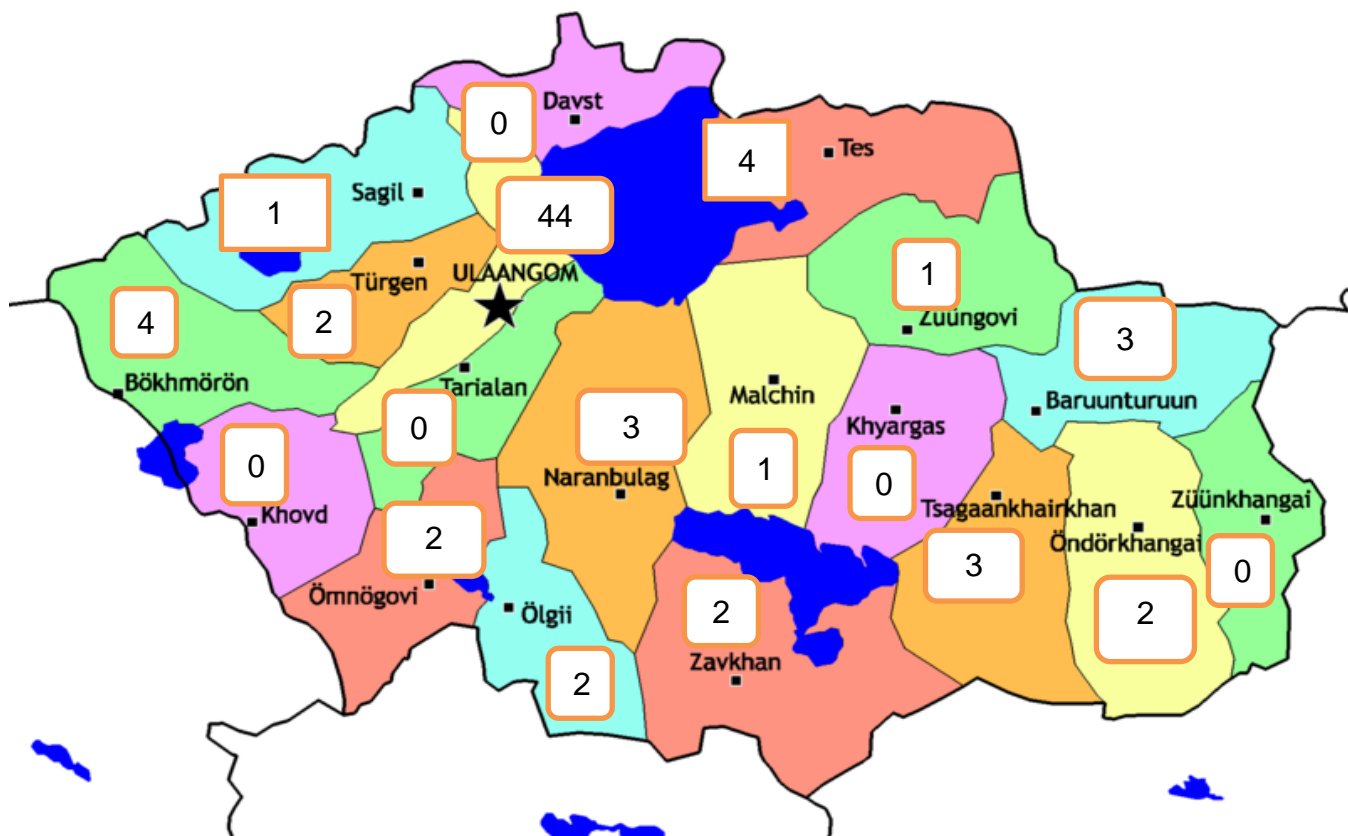 0
Davst
4
Tes
Sagil
1
44
Türgen
ULAANGOM
4
2
1
Züüngovi
3
Bökhmörön
Tarialan
Malchin
Baruunturuun
Khyargas
0
3
0
1
0
Naranbulag
Tsagaankhairkhan
Züünkhangai
Khovd
2
Öndörkhangai
3
0
Ömnögovi
Ölgii
2
2
Zavkhan
2